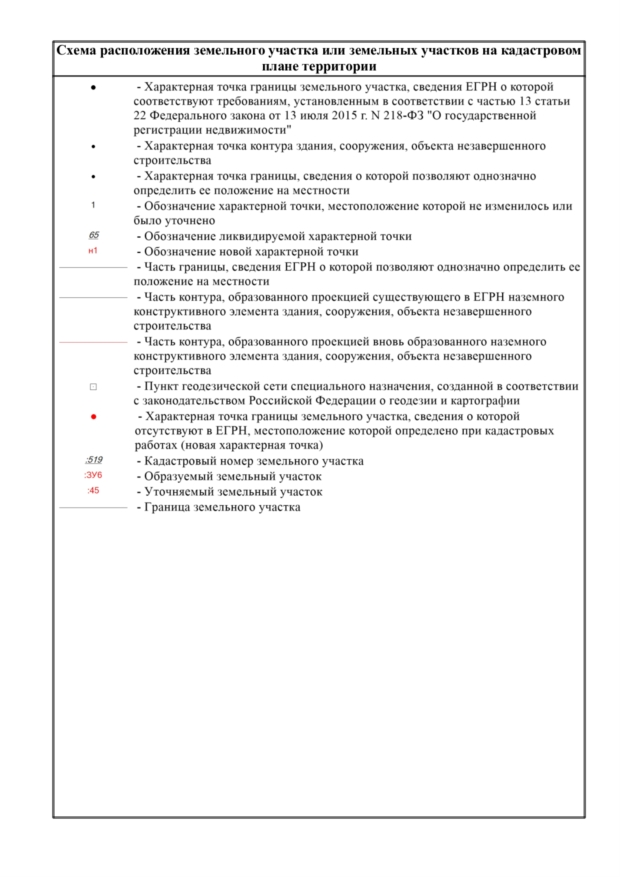 Схема расположения земельного участка или земельных участков на кадастровом
плане территории
- Характерная точка границы земельного участка, сведения ЕГРН о которой
соответствуют требованиям, установленным в соответствии с частью 13 статьи
22 Федерального закона от 13 июля 2015 г. N 218-ФЗ "О государственной
регистрации недвижимости"
- Характерная точка контура здания, сооружения, объекта незавершенного
строительства
- Характерная точка границы, сведения о которой позволяют однозначно
определить ее положение на местности
1 - Обозначение характерной точки, местоположение которой не изменилось или
было уточнено
65 - Обозначение ликвидируемой характерной точки
н1 - Обозначение новой характерной точки
- Часть границы, сведения ЕГРН о которой позволяют однозначно определить ее
положение на местности
- Часть контура, образованного проекцией существующего в ЕГРН наземного
конструктивного элемента здания, сооружения, объекта незавершенного
строительства
- Часть контура, образованного проекцией вновь образованного наземного
конструктивного элемента здания, сооружения, объекта незавершенного
строительства
- Пункт геодезической сети специального назначения, созданной в соответствии
с законодательством Российской Федерации о геодезии и картографии
- Характерная точка границы земельного участка, сведения о которой
отсутствуют в ЕГРН, местоположение которой определено при кадастровых
работах (новая характерная точка)
:519 - Кадастровый номер земельного участка
:ЗУ6 - Образуемый земельный участок
:45 - Уточняемый земельный участок
- Граница земельного участка